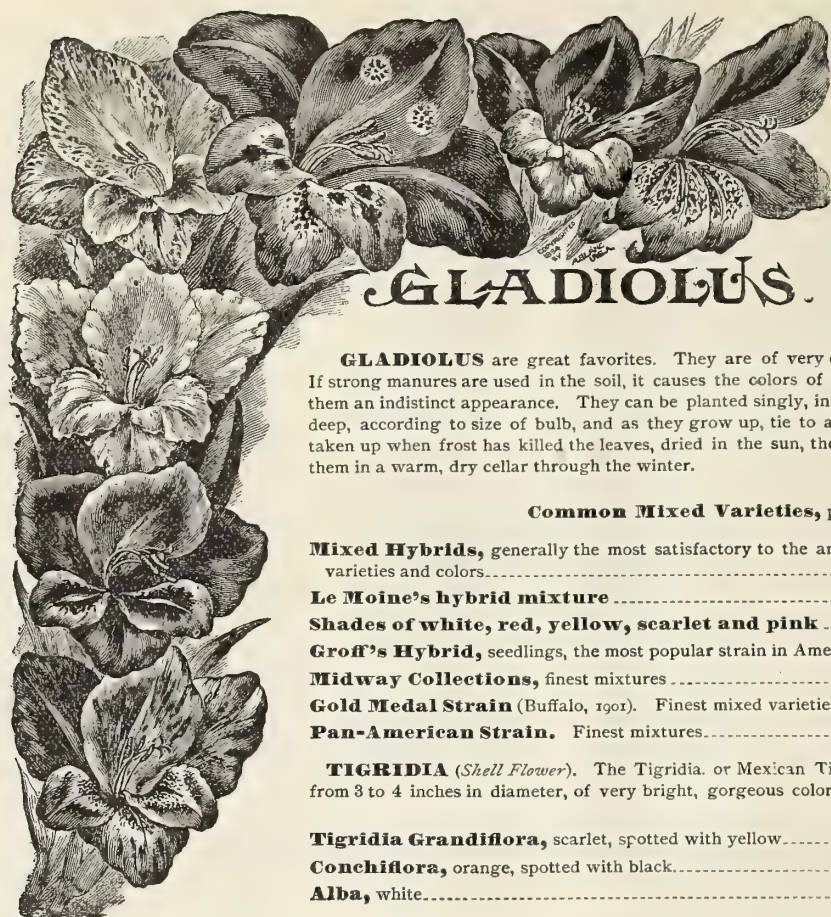 COPYRIGHTED
1894
BY
A.BLANC
GLADIOLUS.
GLADIOLUS are great favorites. They are of very
If strong manures are used in the soil, it causes the colors of
them an indistinct appearance. They can be planted singly, in
deep, according to size of bulb, and as they grow up, tie to a
taken up when frost has killed the leaves, dried in the sun, the
them in a warm, dry cellar through the winter.
Common Mixed Varieties,
Mixed Hybrids, generally the most satisfactory to the
varieties and colors
Le Moine's hybrid mixture
Shades of white, red, yellow, scarlet and pink
Groff's Hybrid, seedlings, the most popular strain in Ame
Midway Collections, finest mixtures
Gold Medal Strain (Buffalo, 1901). Finest mixed varietie
Pan-American Strain. Finest mixtures
TIGRIDIA (Shell Flower). The Tigridia. or Mexican Ti
from 3 to 4 inches in diameter, of very bright, gorgeous color
Tigridia Grandiflora, scarlet, spotted with yellow
Conchiflora, orange, spotted with black
Alba, white